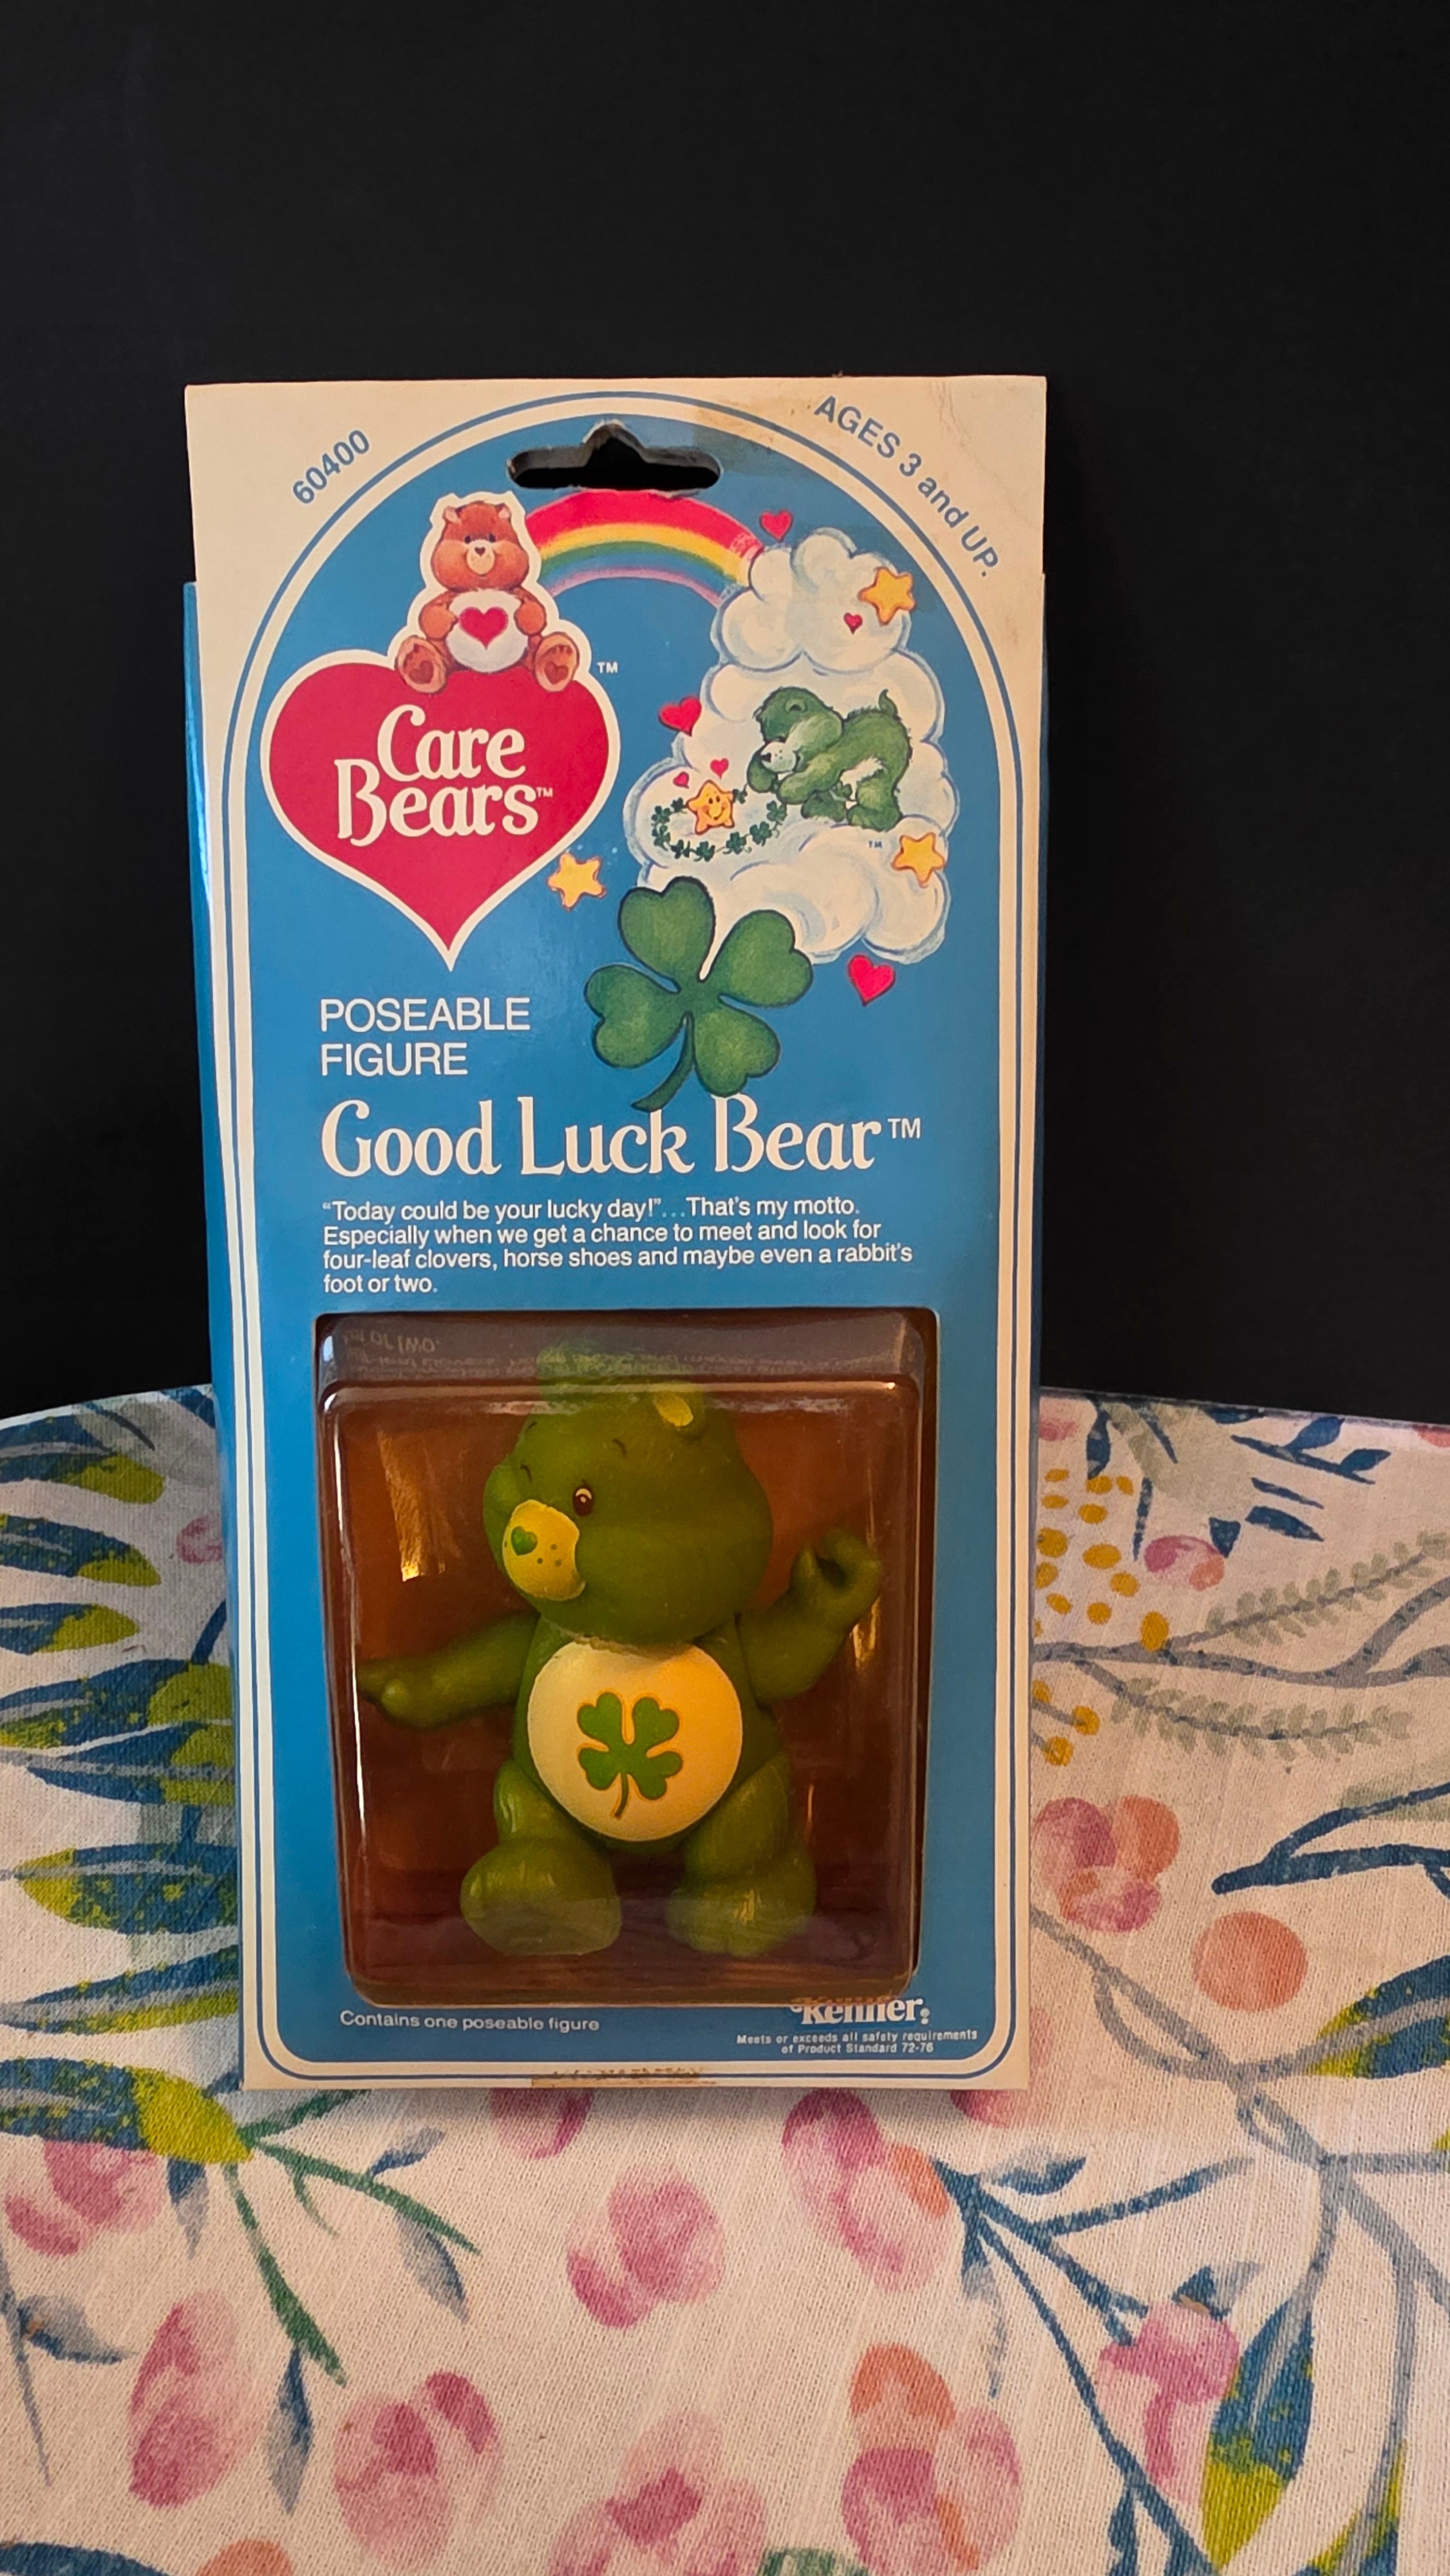 60400
AGES 3 and UP.
™
Care
Bears™
™
POSEABLE
FIGURE
Good Luck Bear™
“Today could be your lucky day!”...That's my motto.
Especially when we get a chance to meet and look for
four-leaf clovers, horse shoes and maybe even a rabbit's
foot or two.
Contains one poseable figure
Kenner®
Meets or exceeds all safety requirements
of Product Standard 72-76